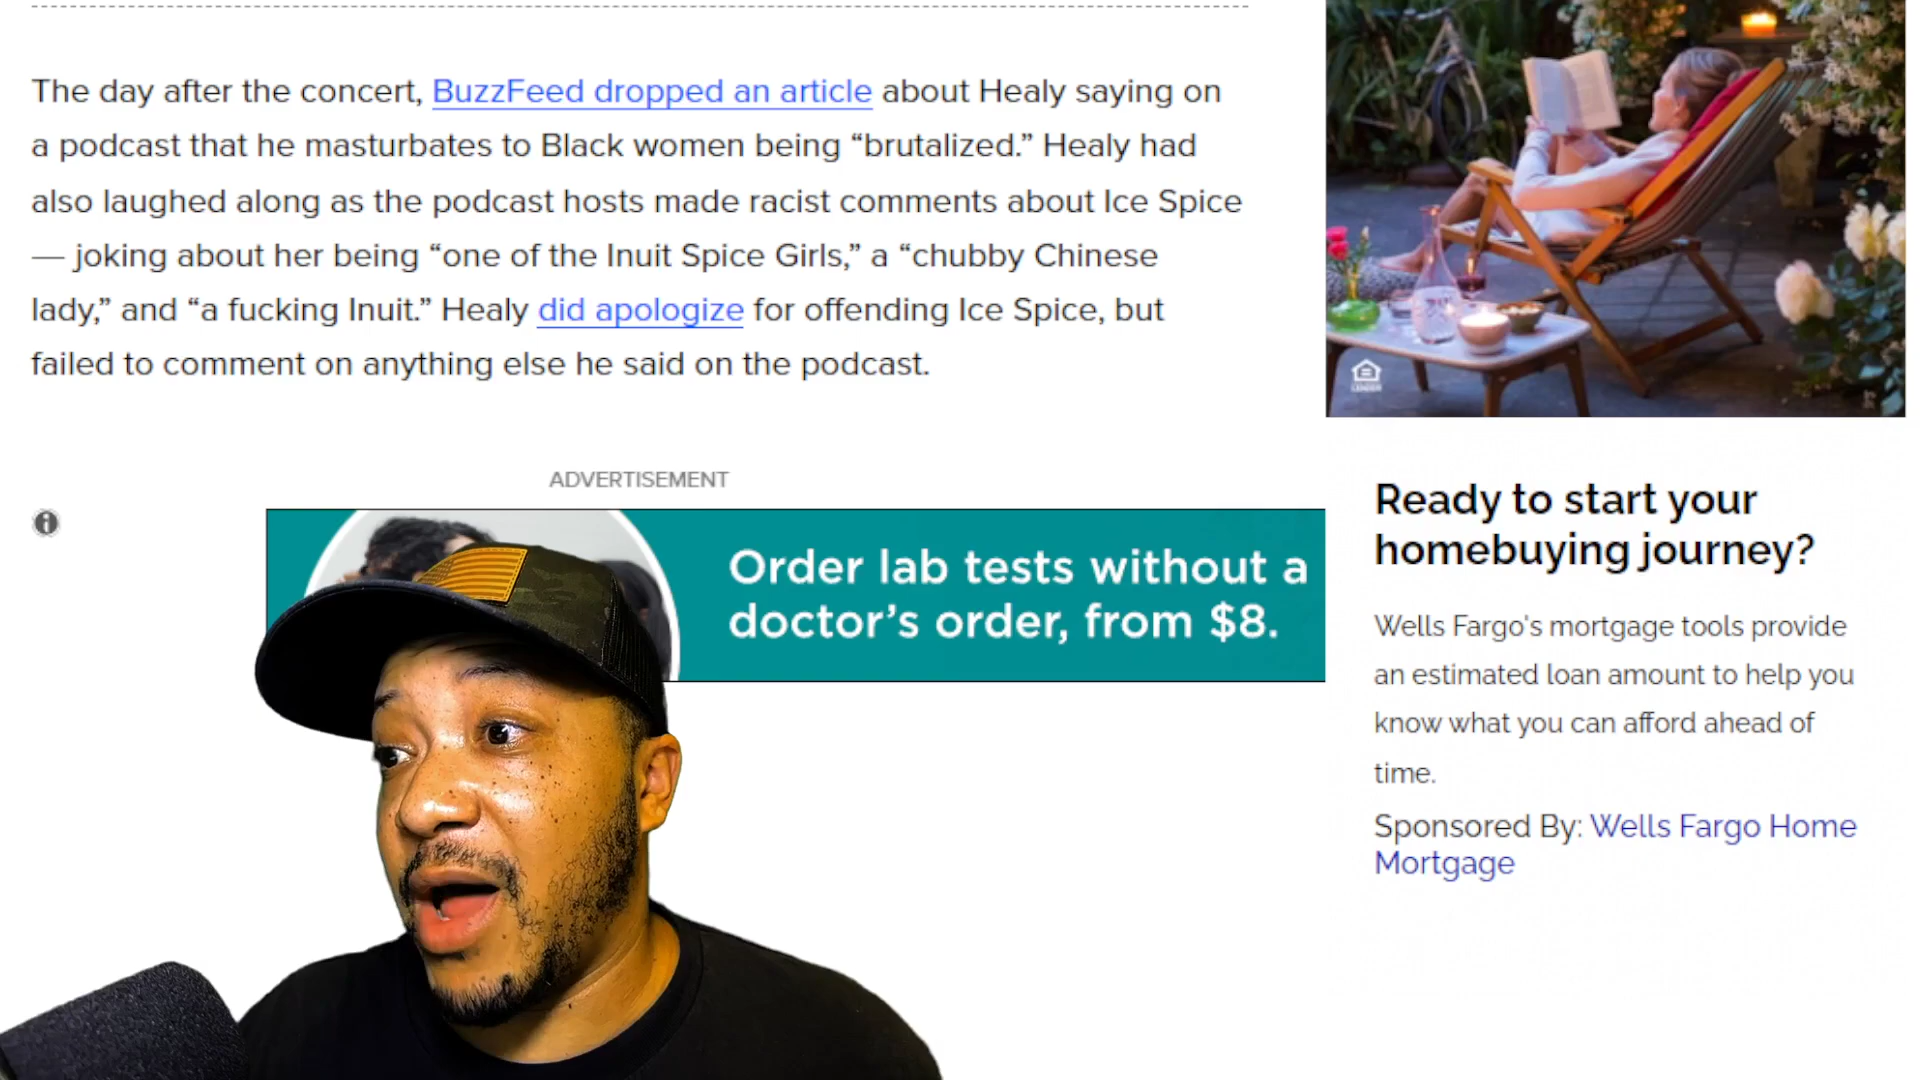 The day after the concert, BuzzFeed dropped an article about Healy saying on
a podcast that he masturbates to Black women being “brutalized.” Healy had
also laughed along as the podcast hosts made racist comments about Ice Spice
— joking about her being “one of the Inuit Spice Girls,” a “chubby Chinese
lady,” and “a fucking Inuit.” Healy did apologize for offending Ice Spice, but
failed to comment on anything else he said on the podcast.
ADVERTISEMENT
Order lab tests without a
doctor’s order, from $8.
LENDER
Ready to start your
homebuying journey?
Wells Fargo's mortgage tools provide
an estimated loan amount to help you
know what you can afford ahead of
time.
Sponsored By: Wells Fargo Home
Mortgage